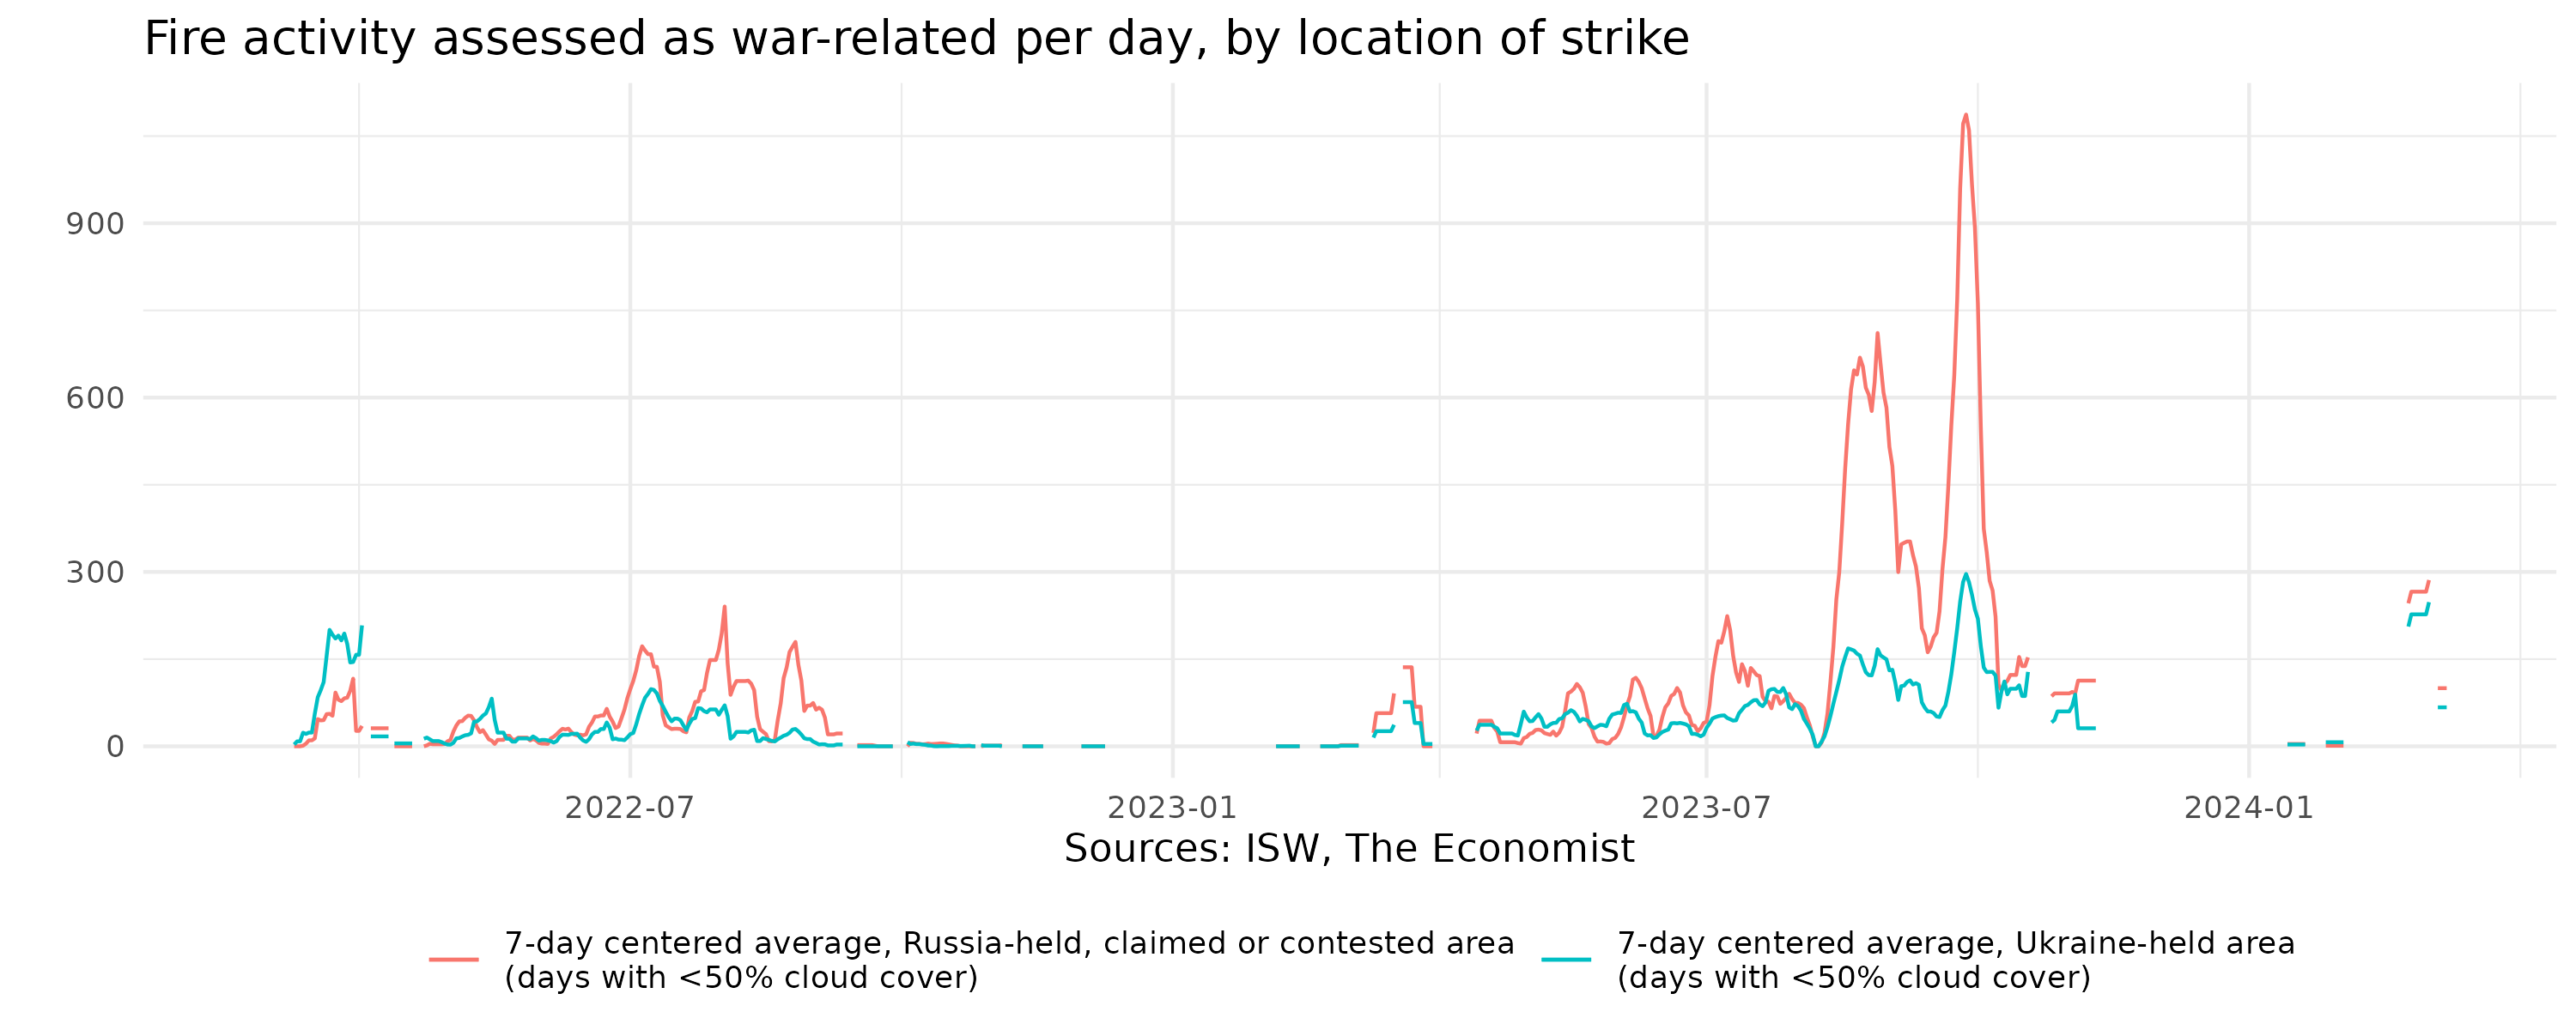 Fire activity assessed as war-related per day, by location of strike
900
600
300
0
2022-07
2023-01
2023-07
2024-01
Sources: ISW, The Economist
7-day centered average, Russia-held, claimed or contested area
(days with <50% cloud cover)
7-day centered average, Ukraine-held area
(days with <50% cloud cover)